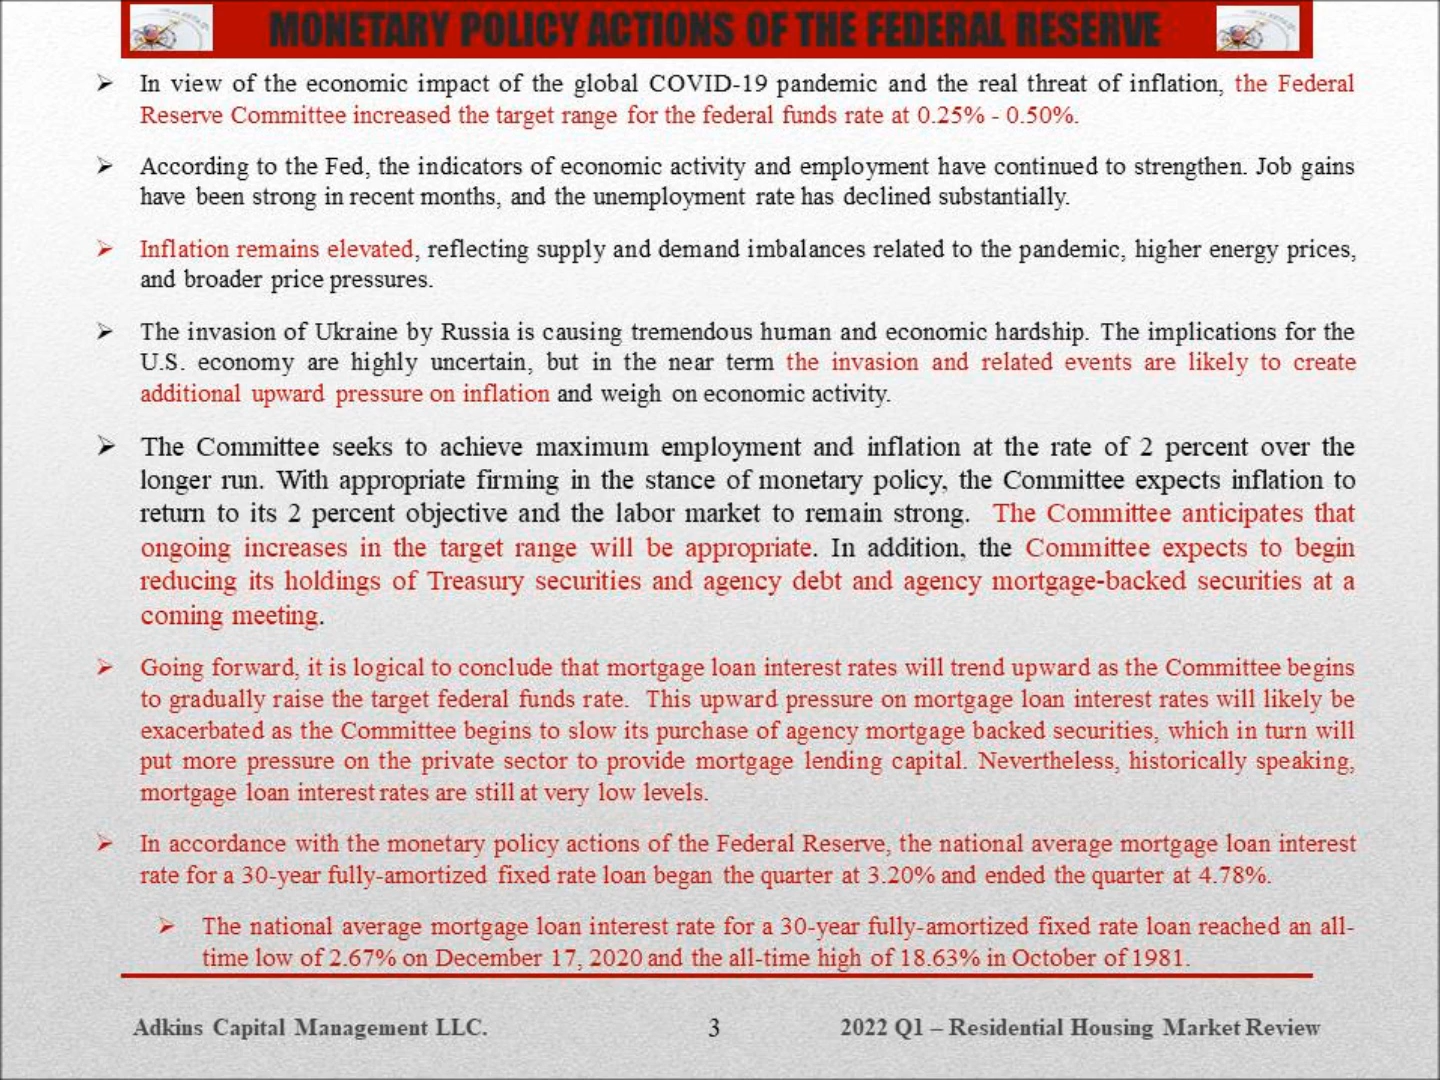 MONETARY POLICY ACTIONS OF THE FEDERAL RESERVE
➢ In view of the economic impact of the global COVID-19 pandemic and the real threat of inflation, the Federal
Reserve Committee increased the target range for the federal funds rate at 0.25% - 0.50%.
➢ According to the Fed, the indicators of economic activity and employment have continued to strengthen. Job gains
have been strong in recent months, and the unemployment rate has declined substantially.
➢ Inflation remains elevated, reflecting supply and demand imbalances related to the pandemic, higher energy prices,
and broader price pressures.
➢ The invasion of Ukraine by Russia is causing tremendous human and economic hardship. The implications for the
U.S. economy are highly uncertain, but in the near term the invasion and related events are likely to create
additional upward pressure on inflation and weigh on economic activity.
➢ The Committee seeks to achieve maximum employment and inflation at the rate of 2 percent over the
longer run. With appropriate firming in the stance of monetary policy, the Committee expects inflation to
return to its 2 percent objective and the labor market to remain strong. The Committee anticipates that
ongoing increases in the target range will be appropriate. In addition, the Committee expects to begin
reducing its holdings of Treasury securities and agency debt and agency mortgage-backed securities at a
coming meeting.
➢ Going forward, it is logical to conclude that mortgage loan interest rates will trend upward as the Committee begins
to gradually raise the target federal funds rate. This upward pressure on mortgage loan interest rates will likely be
exacerbated as the Committee begins to slow its purchase of agency mortgage backed securities, which in turn will
put more pressure on the private sector to provide mortgage lending capital. Nevertheless, historically speaking,
mortgage loan interest rates are still at very low levels.
➢ In accordance with the monetary policy actions of the Federal Reserve, the national average mortgage loan interest
rate for a 30-year fully-amortized fixed rate loan began the quarter at 3.20% and ended the quarter at 4.78%.
➢ The national average mortgage loan interest rate for a 30-year fully-amortized fixed rate loan reached an all-
time low of 2.67% on December 17, 2020 and the all-time high of 18.63% in October of 1981.
Adkins Capital Management LLC.
3
2022 Q1 – Residential Housing Market Review